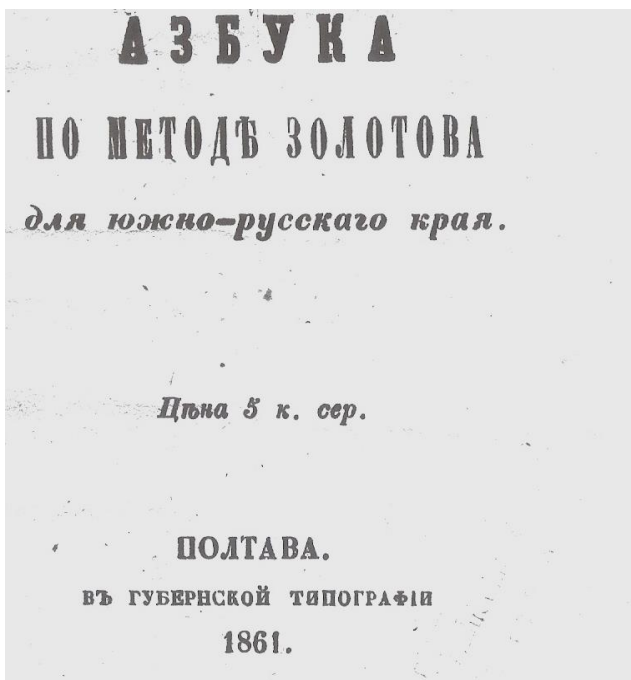 АЗБУКА
ПО МЕТОДѢ ЗОЛОТОВА
для южно-русскаго края.
Цѣна 5 к. сер.
ПОЛТАВА.
ВЪ ГУБЕРНСКОЙ ТИПОГРАФІИ
1861.